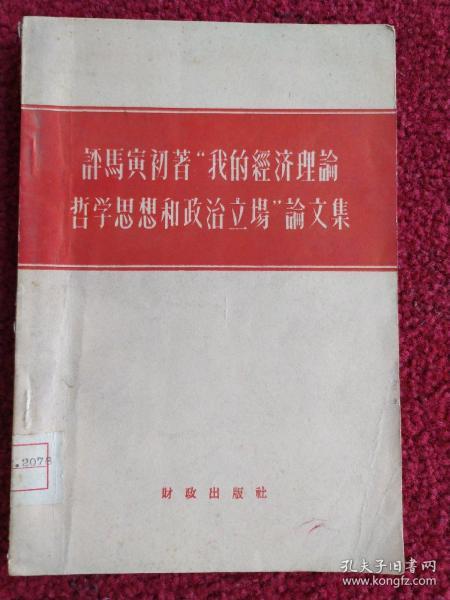 評馬寅初著“我的經济理論
哲学思想和政治立場”論文集
.2076
財政出版社
孔夫子旧书网
www.kongfz.com